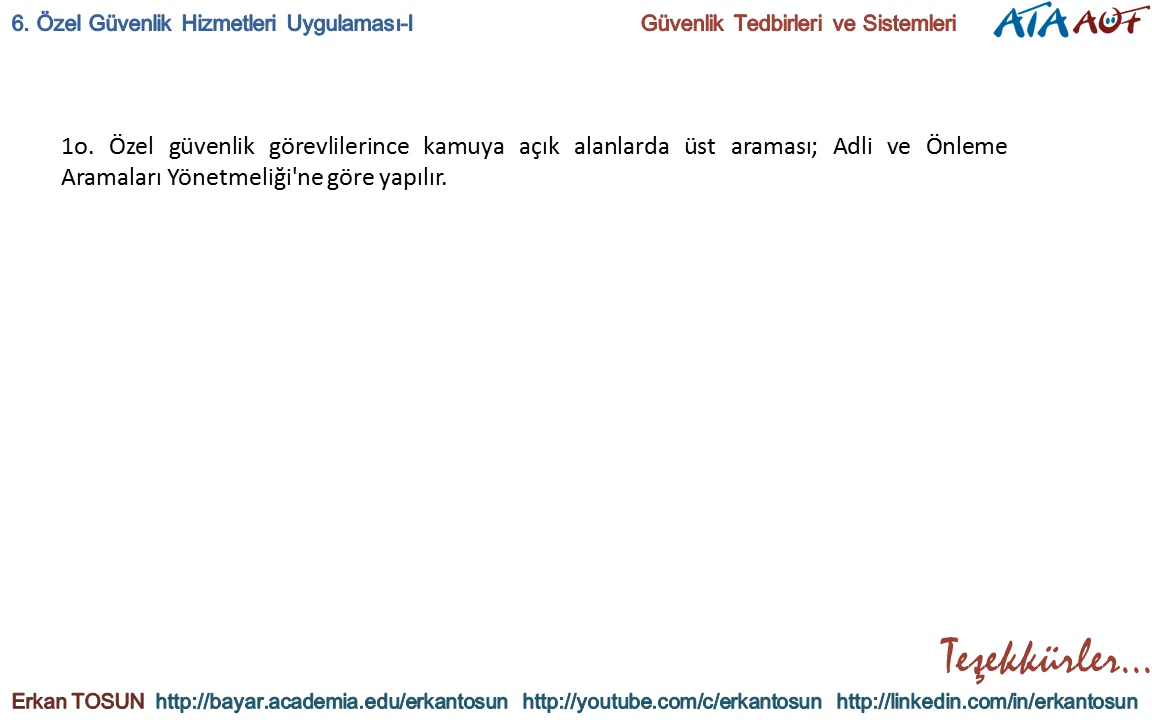 6. Özel Güvenlik Hizmetleri Uygulaması-I
Güvenlik Tedbirleri ve Sistemleri
ATA AÖF
1o. Özel güvenlik görevlilerince kamuya açık alanlarda üst araması; Adli ve Önleme
Aramaları Yönetmeliği'ne göre yapılır.
Teşekkürler...
Erkan TOSUN http://bayar.academia.edu/erkantosun http://youtube.com/c/erkantosun http://linkedin.com/in/erkantosun